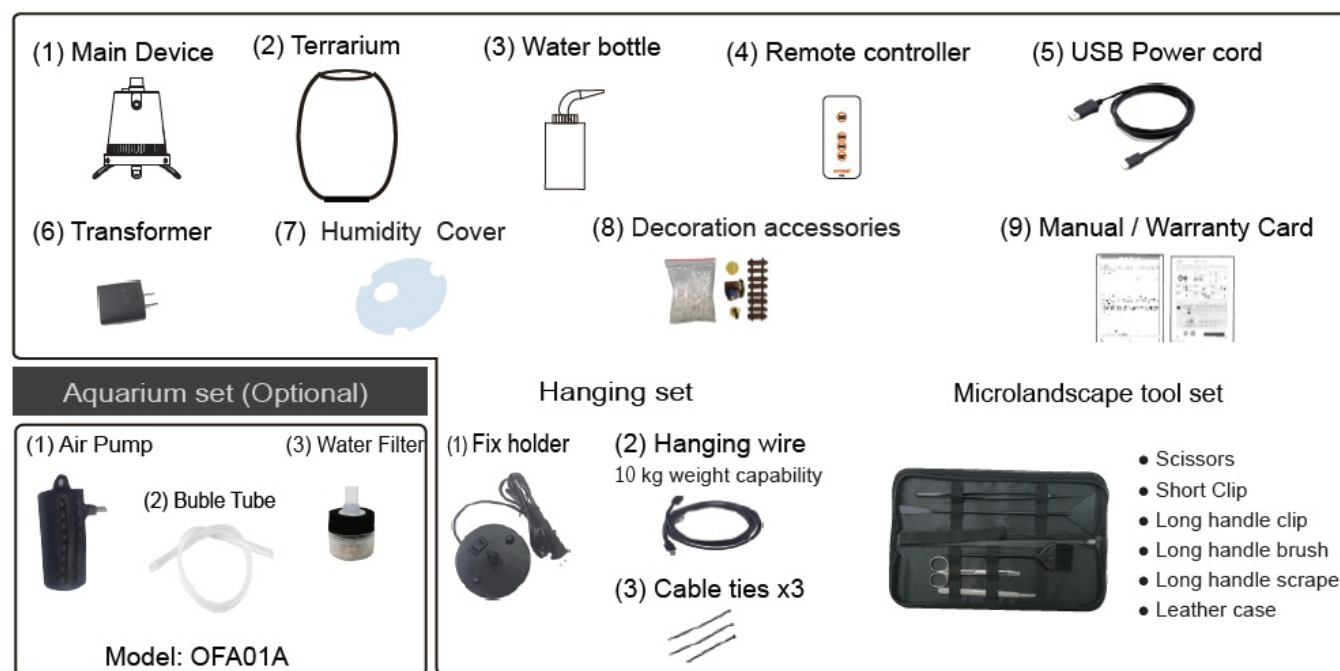 (1) Main Device
(2) Terrarium
(3) Water bottle
(4) Remote controller
(5) USB Power cord
(6) Transformer
(7) Humidity Cover
(8) Decoration accessories
(9) Manual / Warranty Card
Aquarium set (Optional)
(1) Air Pump
(2) Buble Tube
(3) Water Filter
Model: OFA01A
Hanging set
(1) Fix holder
(2) Hanging wire
10 kg weight capability
(3) Cable ties x3
Microlandscape tool set
● Scissors
● Short Clip
● Long handle clip
● Long handle brush
● Long handle scrape
● Leather case